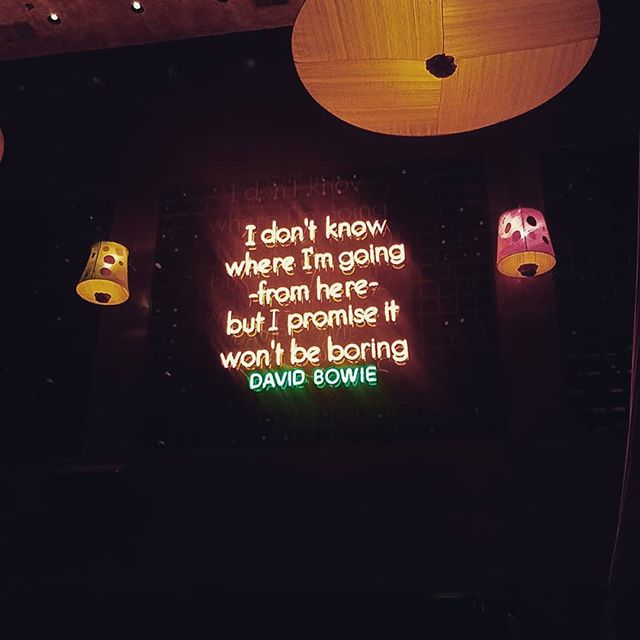 I don't know
where I'm going
-from here-
but I promise it
won't be boring
DAVID BOWIE